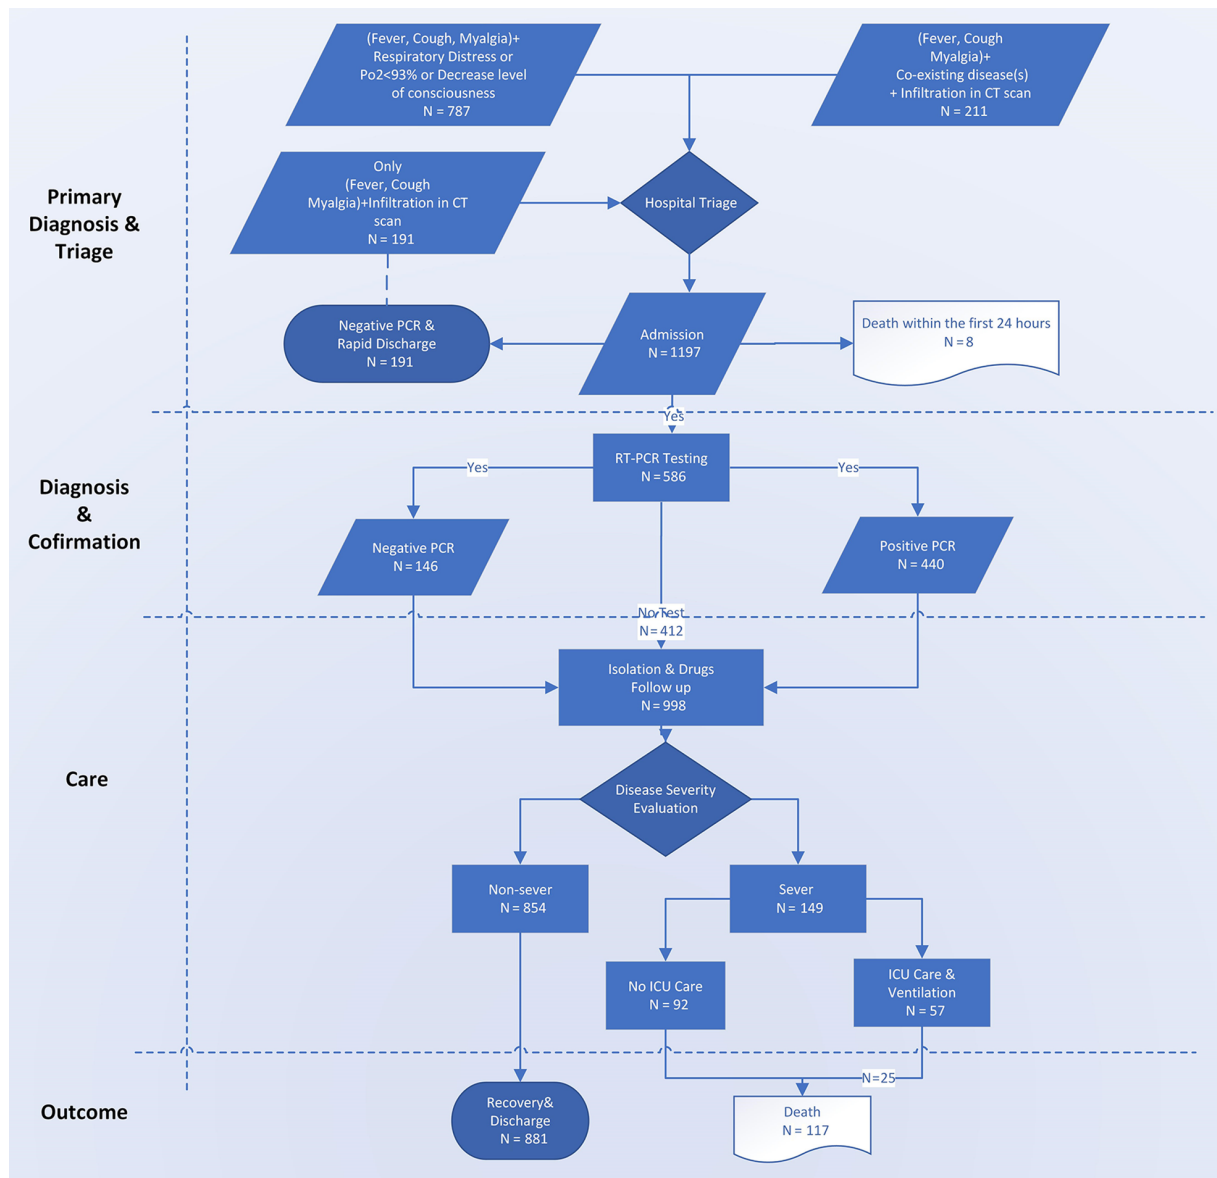 (Fever, Cough, Myalgia)+
Respiratory Distress or
Po2<93% or Decrease level
of consciousness
N = 787
(Fever, Cough
Myalgia)+
Co-existing disease(s)
+ Infiltration in CT scan
N = 211
Primary
Diagnosis &
Triage
Only
(Fever, Cough
Myalgia)+Infiltration in CT
scan
N = 191
Hospital Triage
Negative PCR &
Rapid Discharge
N = 191
Admission
N = 1197
Death within the first 24 hours
N = 8
Yes
Diagnosis
&
Cofirmation
RT-PCR Testing
N = 586
Yes
Yes
Negative PCR
N = 146
Positive PCR
N = 440
No Test
N = 412
Care
Isolation & Drugs
Follow up
N = 998
Disease Severity
Evaluation
Non-sever
N = 854
Sever
N = 149
No ICU Care
N = 92
ICU Care &
Ventilation
N = 57
Outcome
N=25
Recovery&
Discharge
N = 881
Death
N = 117